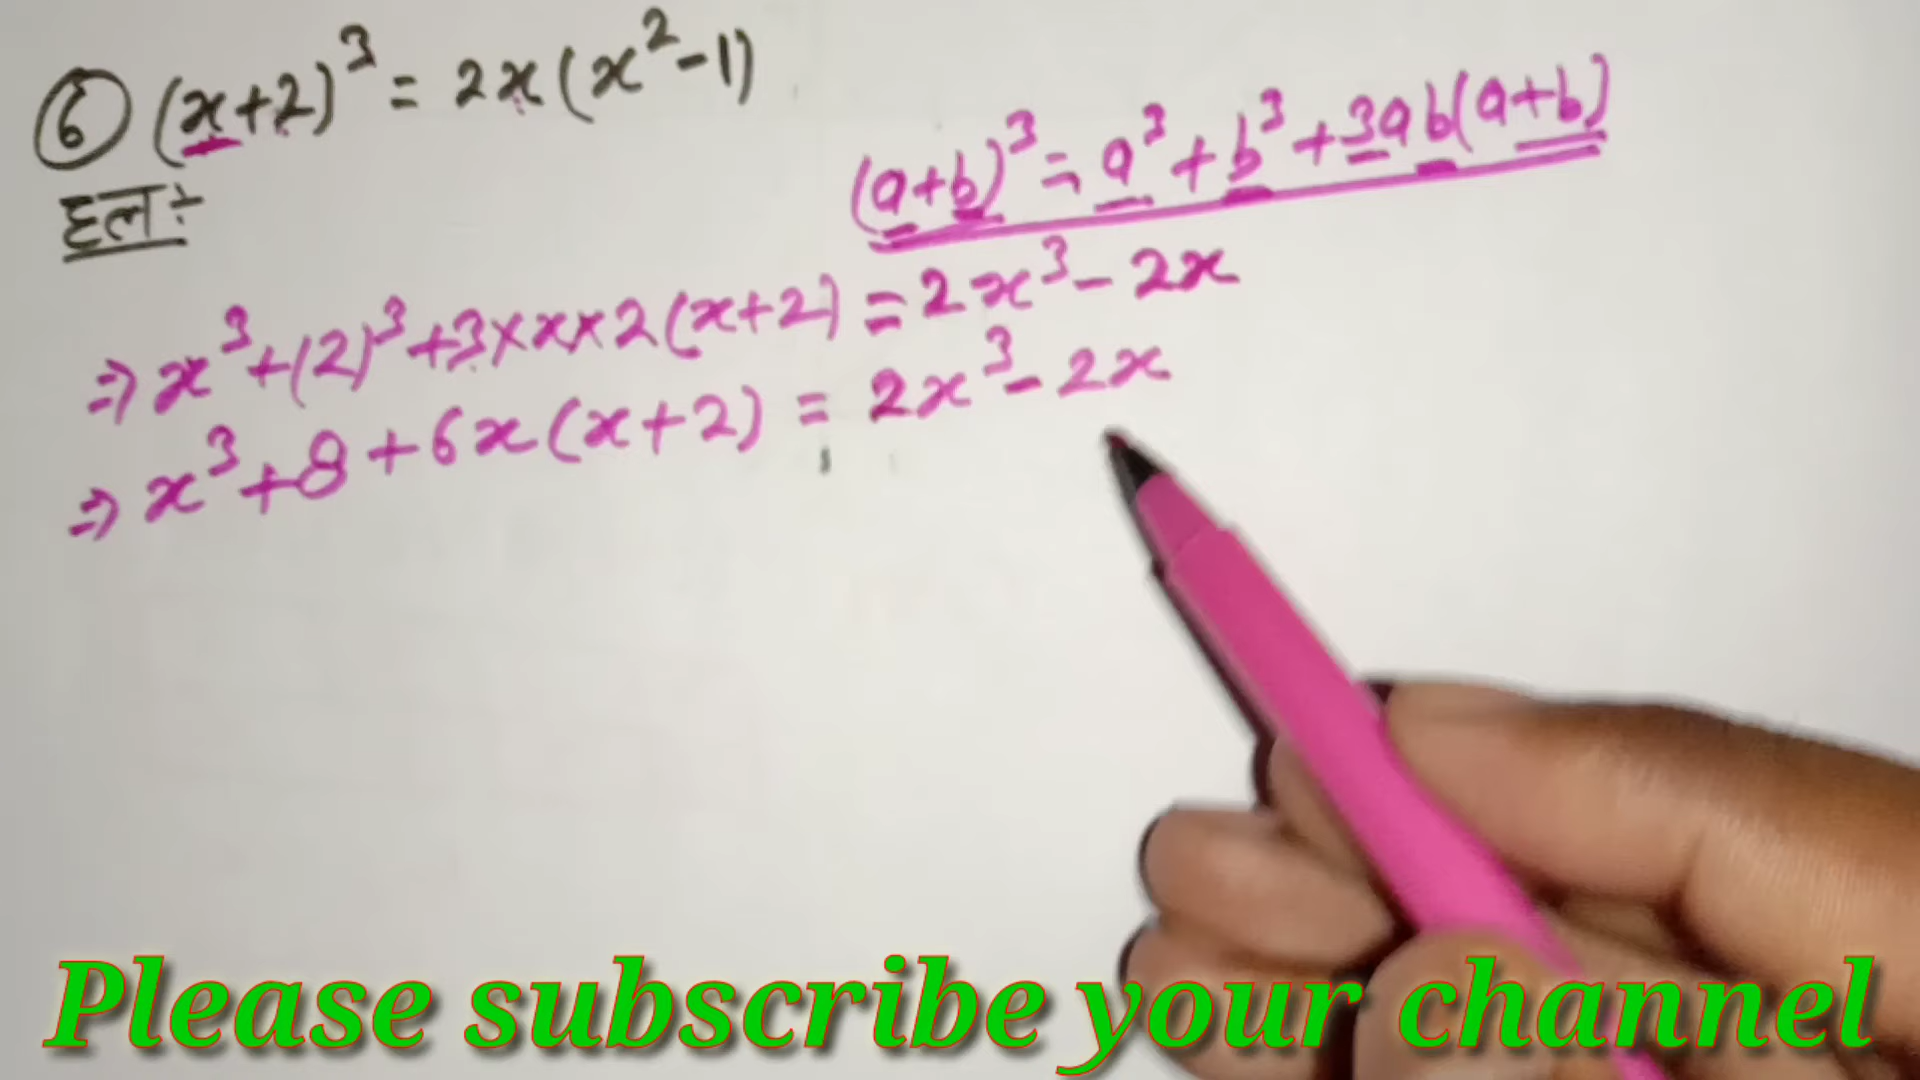 ⑥ (x+2)³ = 2x(x²-1)
हल÷
(a+b)³ = a³+b³+3ab(a+b)
⇒ x³+(2)³+3×x×2(x+2) = 2x³-2x
⇒ x³+8+6x(x+2) = 2x³-2x
Please subscribe your channel